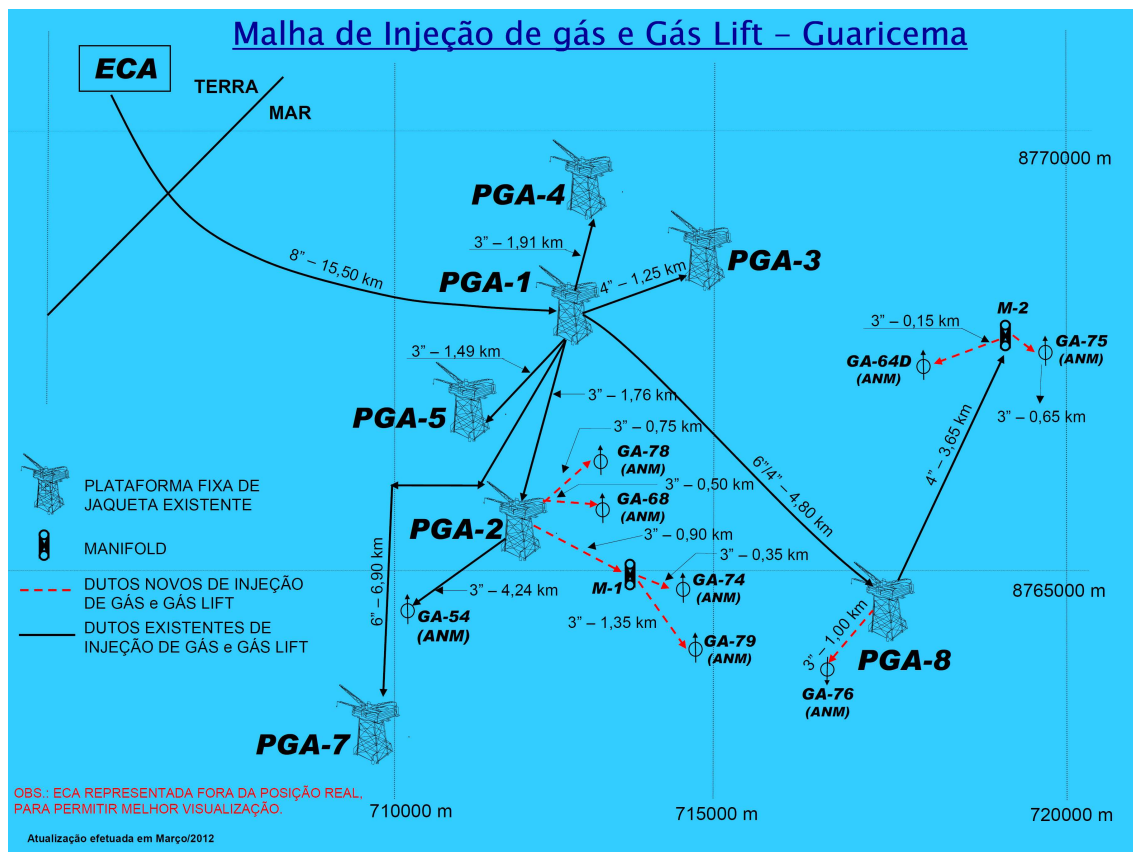 Malha de Injeção de gás e Gás Lift – Guaricema
ECA
TERRA
MAR
8770000 m
PGA-4
3” – 1,91 km
PGA-3
8” – 15,50 km
PGA-1
4” – 1,25 km
M-2
3” – 0,15 km
GA-75
(ANM)
GA-64D
(ANM)
3” – 1,49 km
3” – 1,76 km
3” – 0,65 km
PGA-5
3” – 0,75 km
GA-78
(ANM)
4” – 3,65 km
6”/4” – 4,80 km
PLATAFORMA FIXA DE
JAQUETA EXISTENTE
3” – 0,50 km
GA-68
(ANM)
PGA-2
3” – 0,90 km
MANIFOLD
3” – 0,35 km
6” – 6,90 km
DUTOS NOVOS DE INJEÇÃO
DE GÁS e GÁS LIFT
3” – 4,24 km
M-1
GA-74
(ANM)
8765000 m
GA-54
(ANM)
3” – 1,35 km
DUTOS EXISTENTES DE
INJEÇÃO DE GÁS e GÁS LIFT
GA-79
(ANM)
3” – 1,00 km
PGA-8
GA-76
(ANM)
PGA-7
OBS.: ECA REPRESENTADA FORA DA POSIÇÃO REAL,
PARA PERMITIR MELHOR VISUALIZAÇÃO.
710000 m
715000 m
720000 m
Atualização efetuada em Março/2012